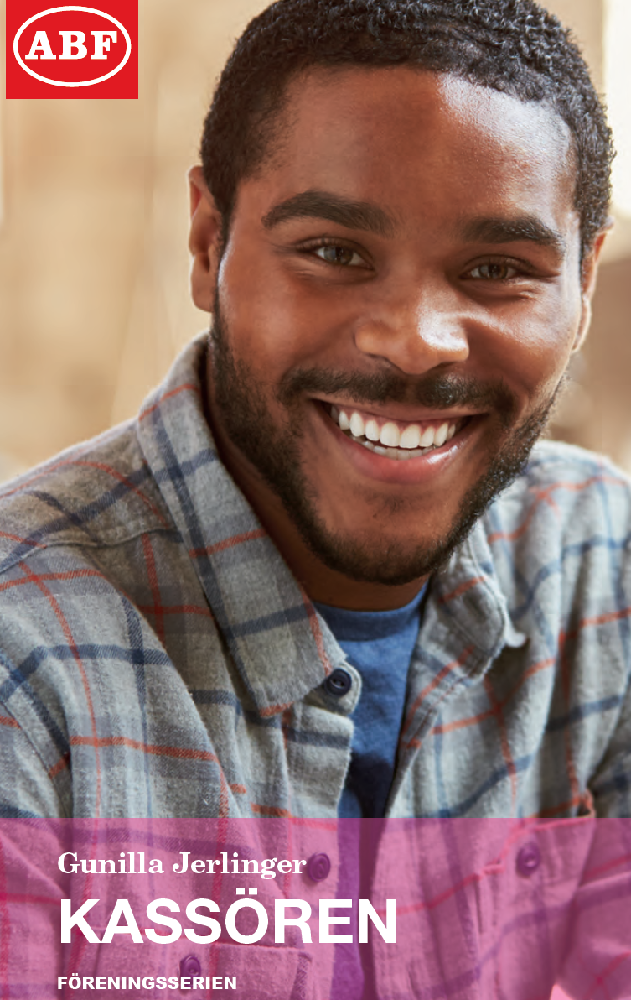 ABF
Gunilla Jerlinger
KASSÖREN
FÖRENINGSSERIEN